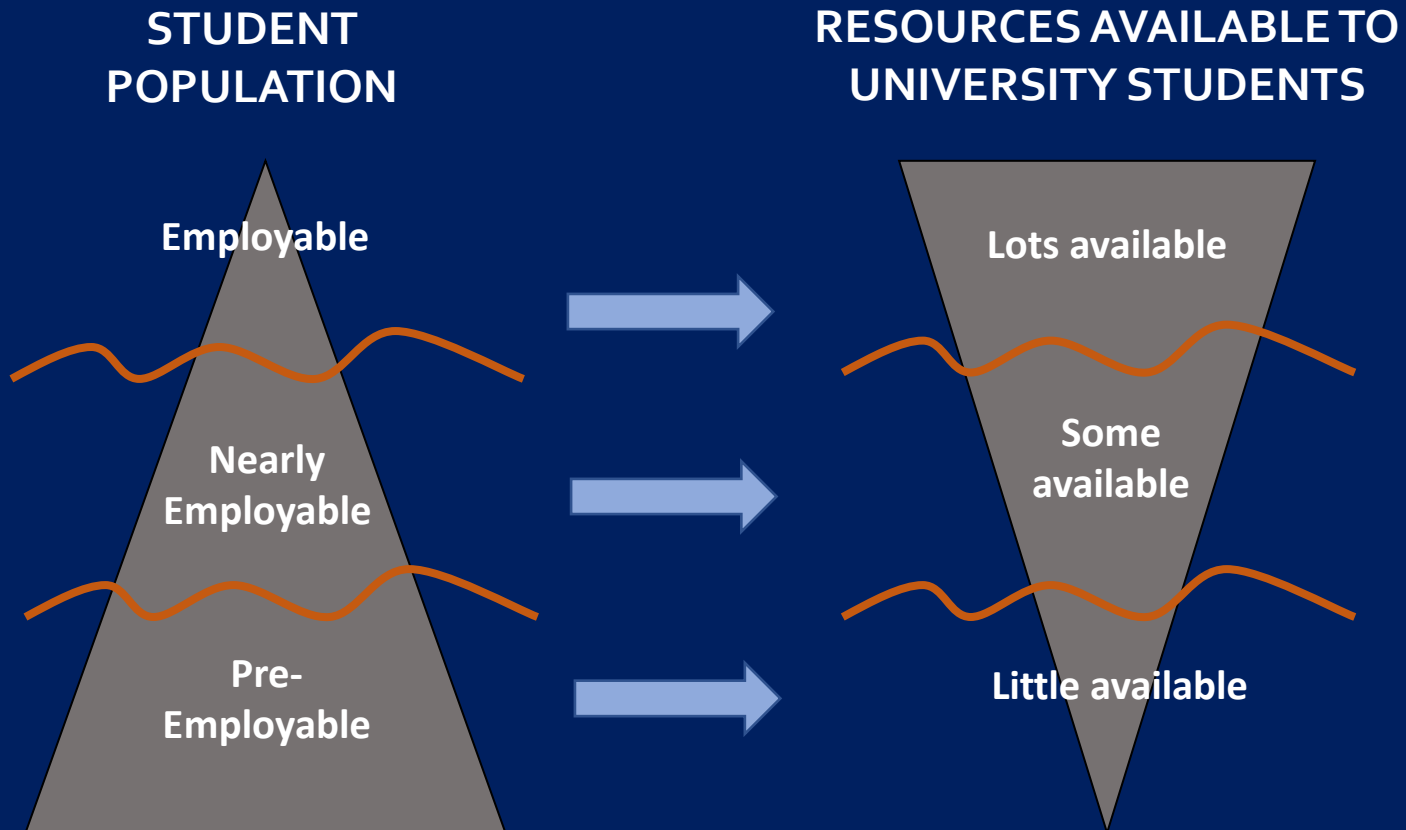 STUDENT
POPULATION
RESOURCES AVAILABLE TO
UNIVERSITY STUDENTS
Employable
Lots available
Nearly
Employable
Some
available
Pre-
Employable
Little available